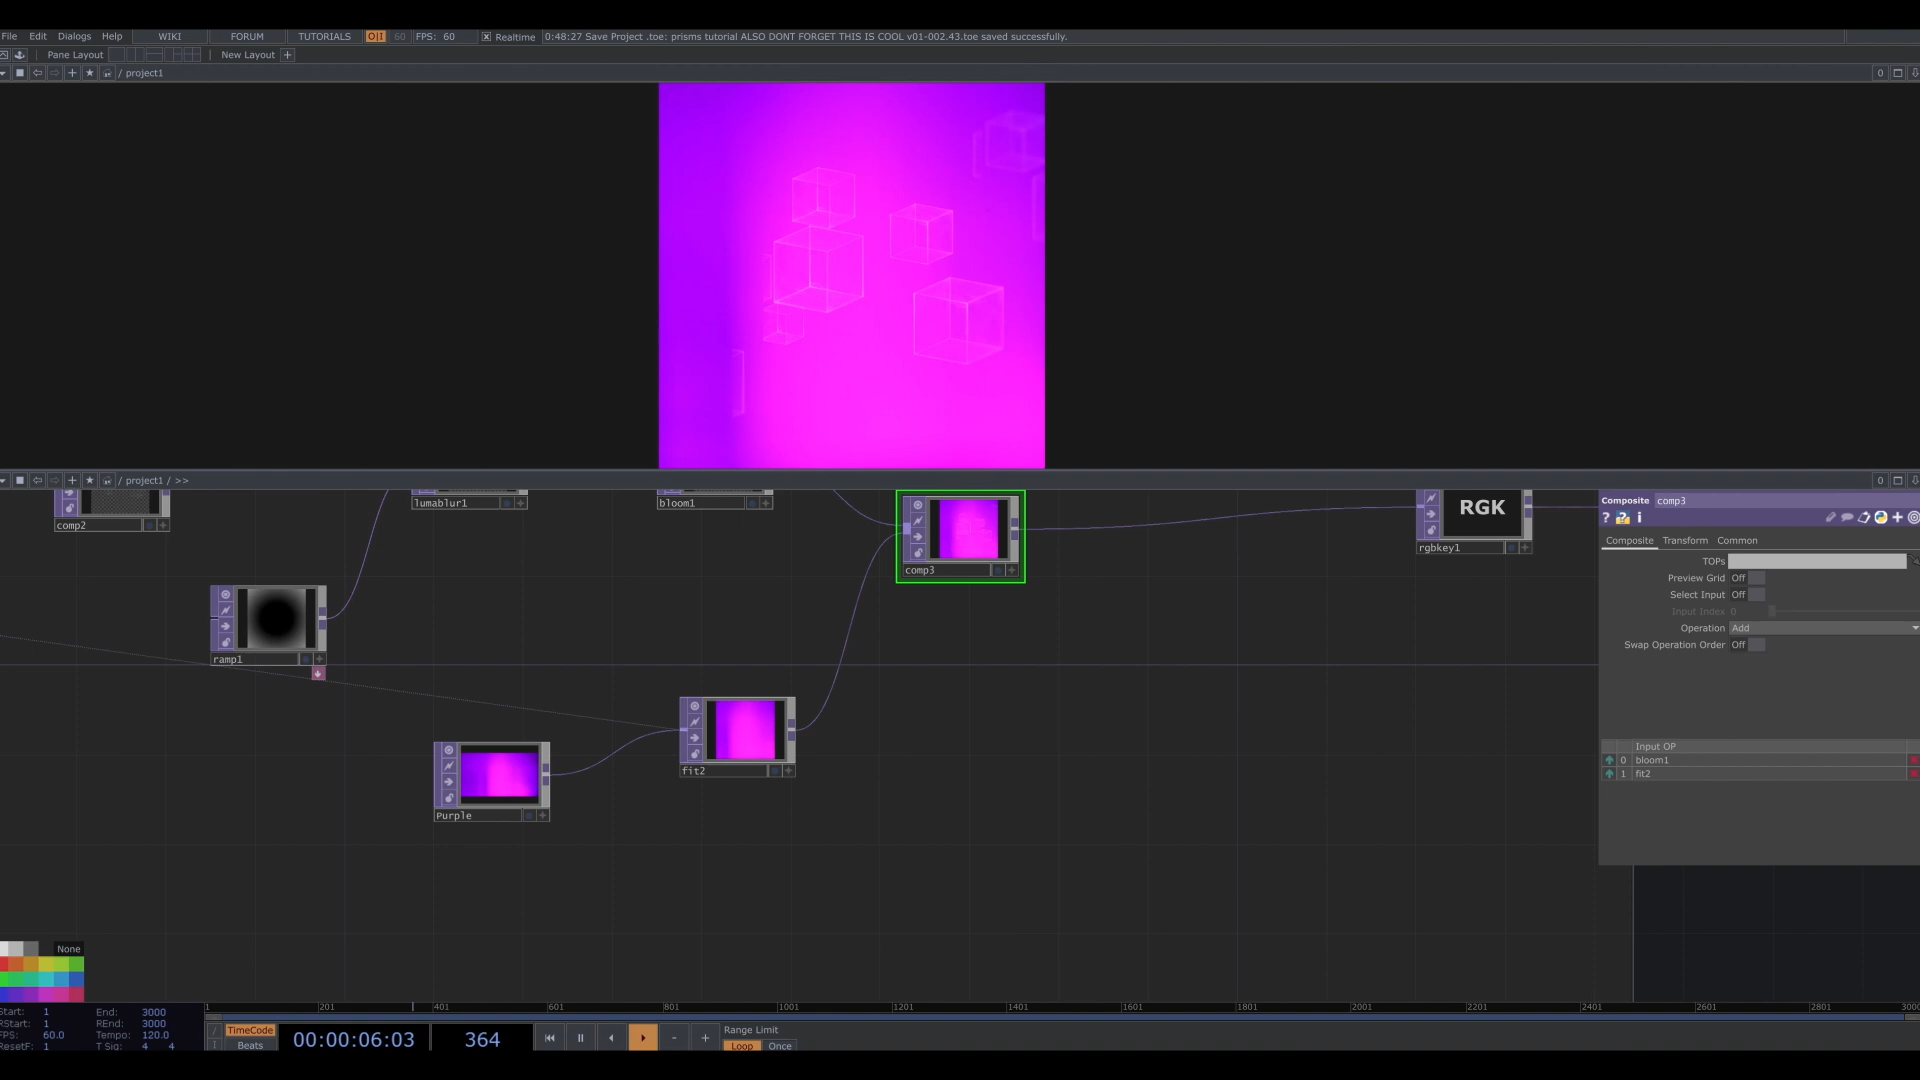 File Edit Dialogs Help WIKI FORUM TUTORIALS O|I 60 FPS: 60 Realtime 0:48:27 Save Project .toe: prisms tutorial ALSO DONT FORGET THIS IS COOL v01-002.43.toe saved successfully.
Pane Layout New Layout +
/ project1 0
/ project1 / >> 0
comp2
lumablur1
bloom1
comp3
RGK
rgbkey1
ramp1
fit2
Purple
Composite comp3
? ? i
Composite Transform Common
TOPs
Preview Grid Off
Select Input Off
Input Index 0
Operation Add
Swap Operation Order Off
Input OP
0 bloom1
1 fit2
None
Start: 1 End: 3000
RStart: 1 REnd: 3000
FPS: 60.0 Tempo: 120.0
ResetF: 1 T Sig: 4 4
1 201 401 601 801 1001 1201 1401 1601 1801 2001 2201 2401 2601 2801 3000
TimeCode
Beats
00:00:06:03
364
- +
Range Limit
Loop Once